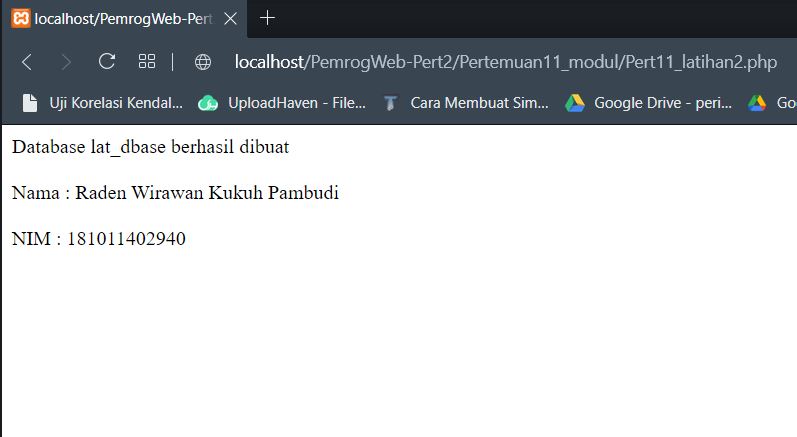 localhost/PemrogWeb-Pert
localhost/PemrogWeb-Pert2/Pertemuan11_modul/Pert11_latihan2.php
Uji Korelasi Kendal... UploadHaven - File... Cara Membuat Sim... Google Drive - peri... Go
Database lat_dbase berhasil dibuat
Nama : Raden Wirawan Kukuh Pambudi
NIM : 181011402940